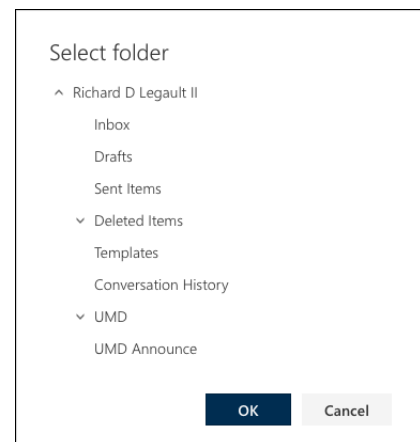 Select folder
Richard D Legault II
Inbox
Drafts
Sent Items
Deleted Items
Templates
Conversation History
UMD
UMD Announce
OK Cancel